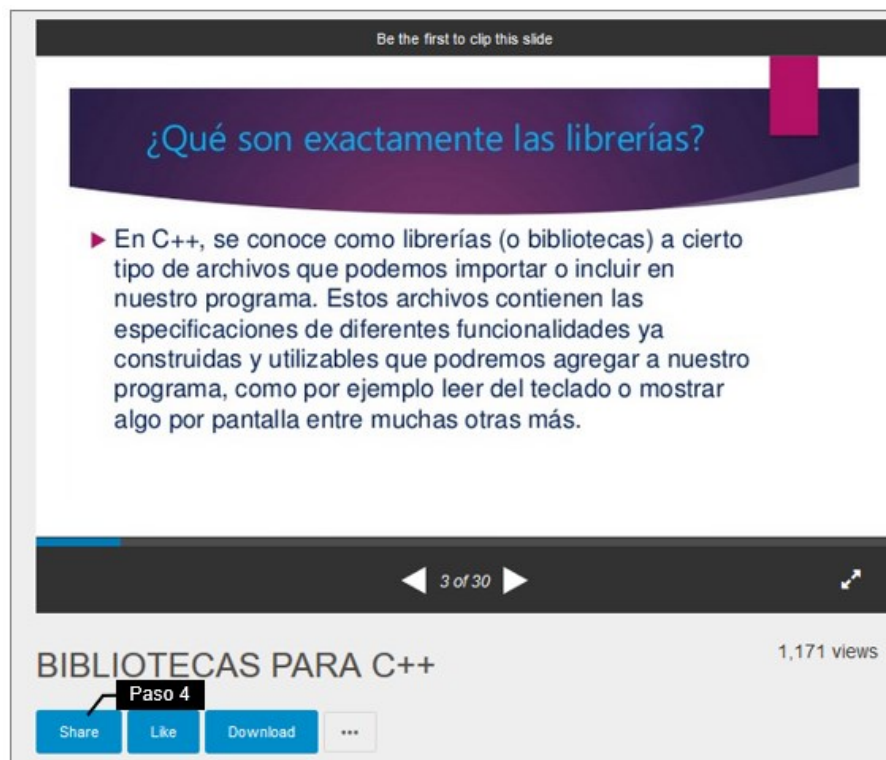 Be the first to clip this slide
¿Qué son exactamente las librerías?
En C++, se conoce como librerías (o bibliotecas) a cierto
tipo de archivos que podemos importar o incluir en
nuestro programa. Estos archivos contienen las
especificaciones de diferentes funcionalidades ya
construidas y utilizables que podremos agregar a nuestro
programa, como por ejemplo leer del teclado o mostrar
algo por pantalla entre muchas otras más.
3 of 30
BIBLIOTECAS PARA C++
1,171 views
Paso 4
Share
Like
Download